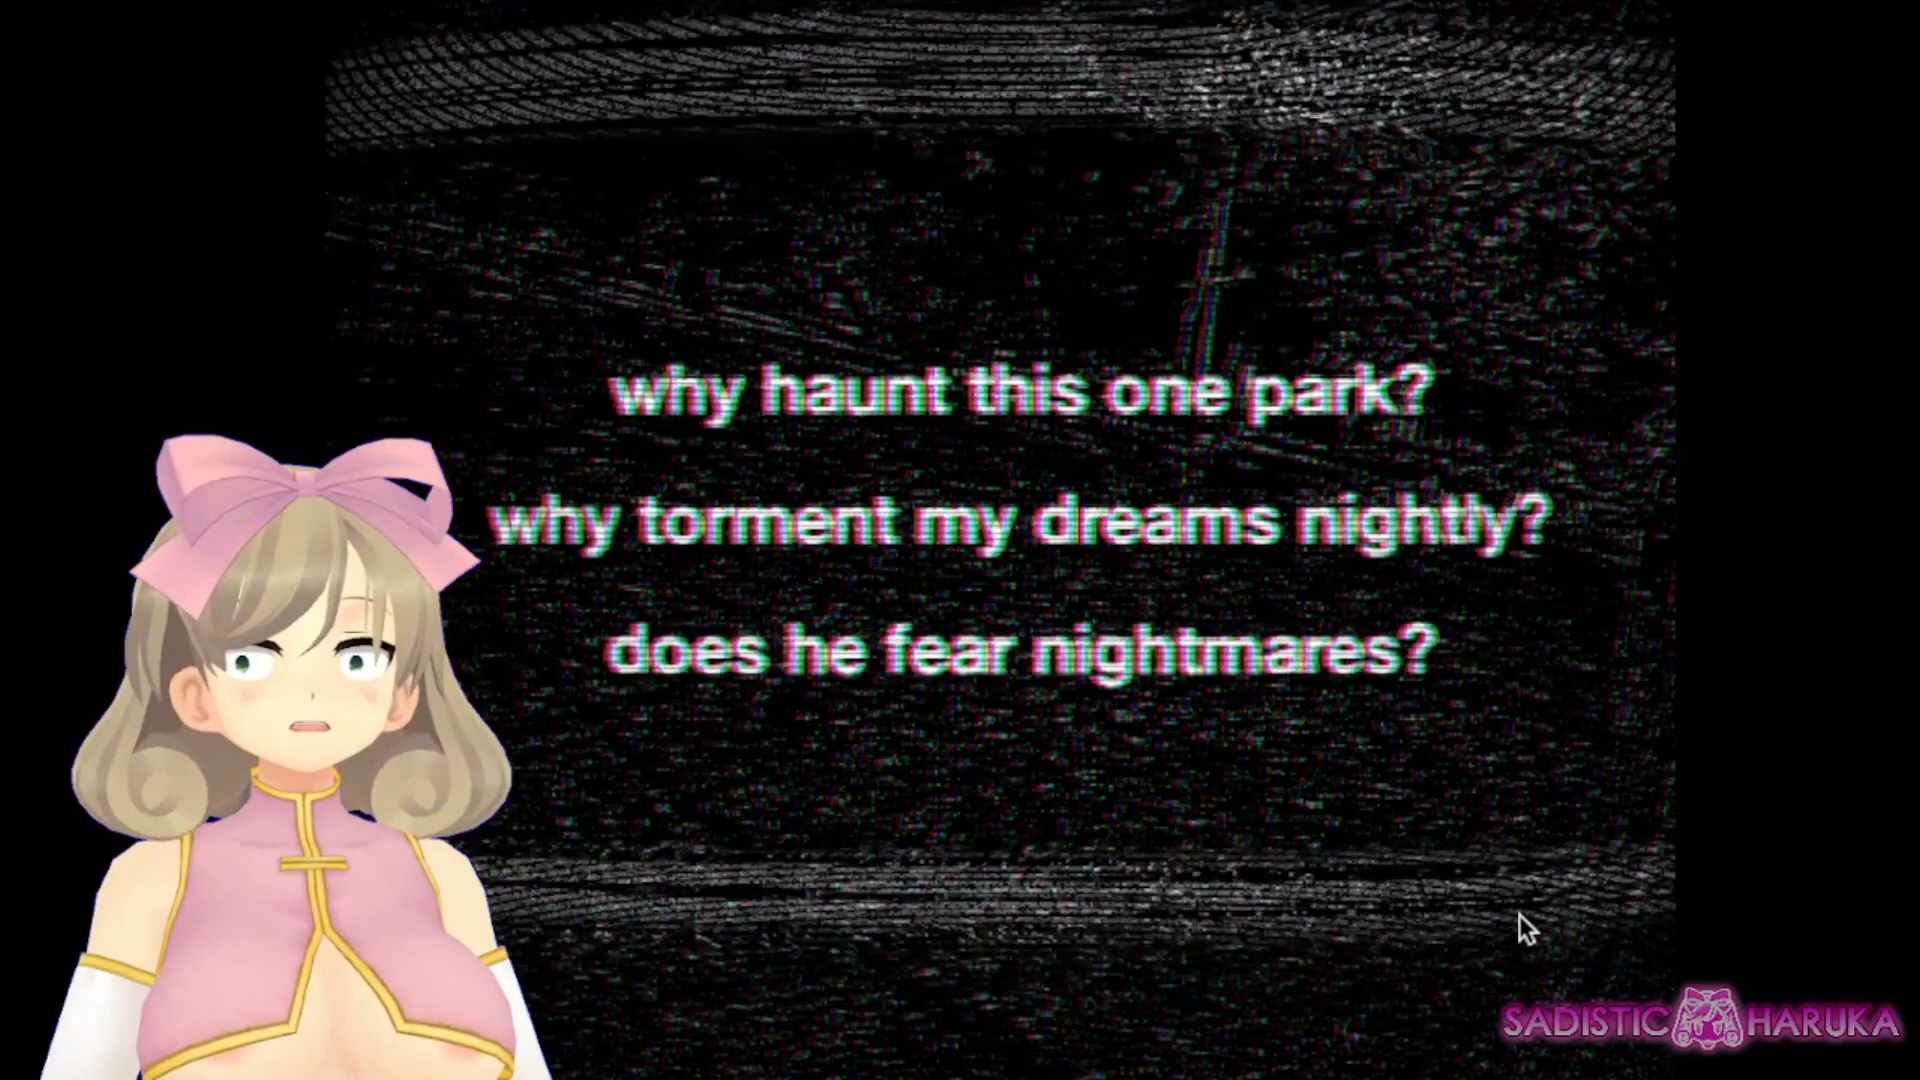 why haunt this one park?
why torment my dreams nightly?
does he fear nightmares?
SADISTIC HARUKA